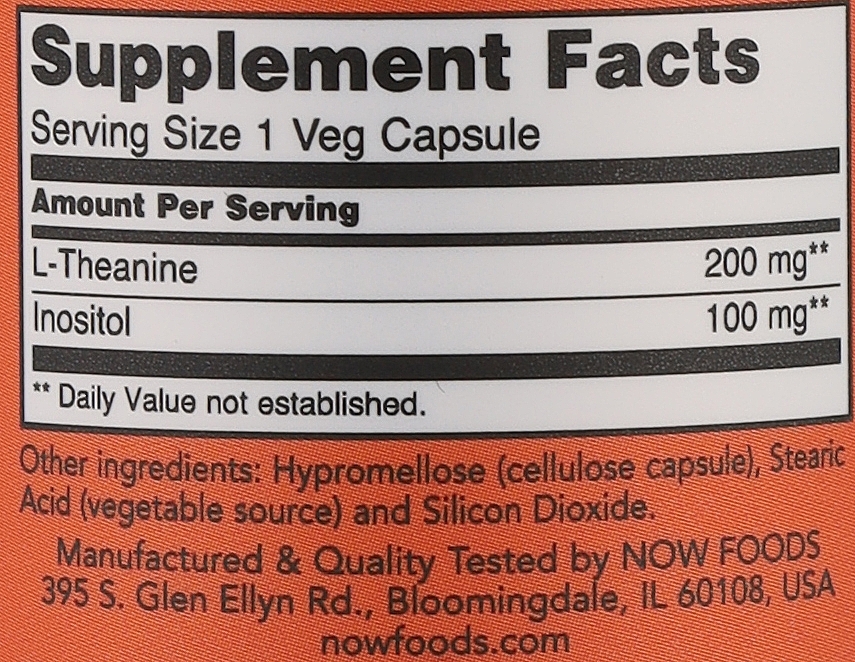 Supplement Facts
Serving Size 1 Veg Capsule
Amount Per Serving
L-Theanine 200 mg**
Inositol 100 mg**
** Daily Value not established.
Other ingredients: Hypromellose (cellulose capsule), Stearic
Acid (vegetable source) and Silicon Dioxide.
Manufactured & Quality Tested by NOW FOODS
395 S. Glen Ellyn Rd., Bloomingdale, IL 60108, USA
nowfoods.com